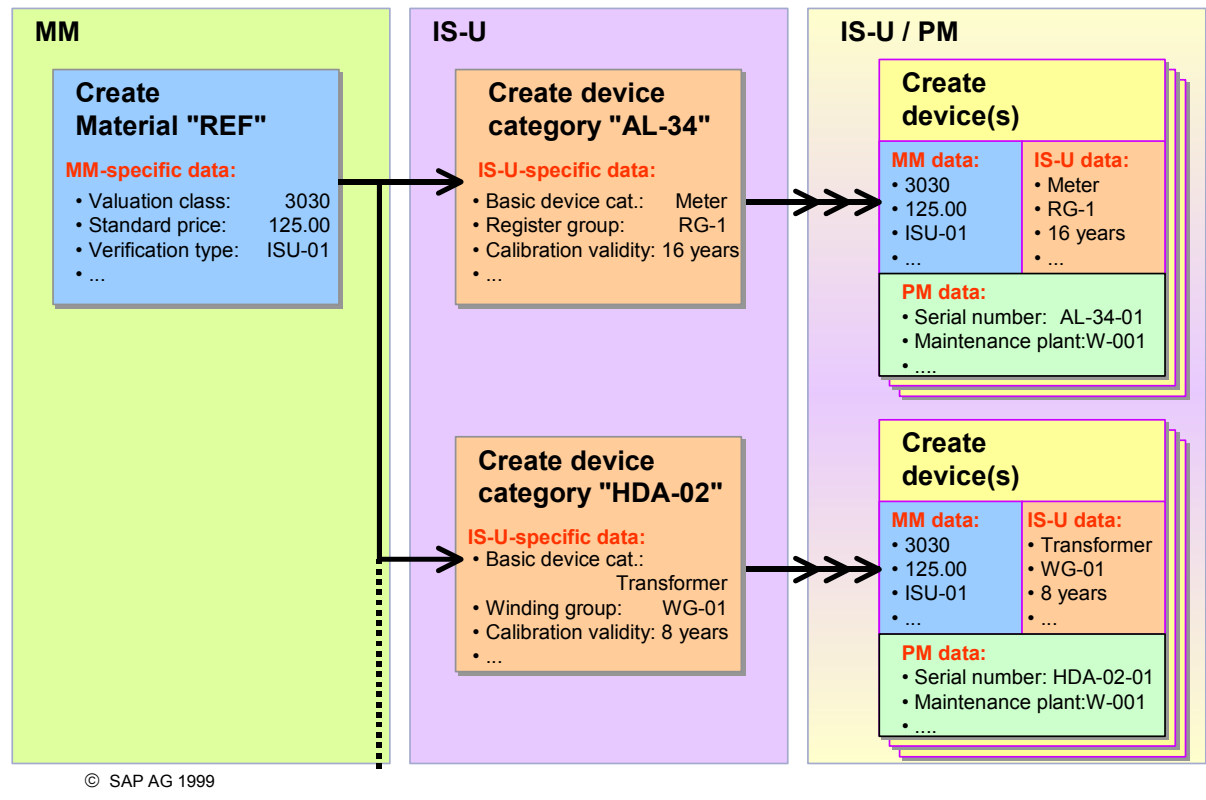 MM
Create
Material "REF"
MM-specific data:
• Valuation class: 3030
• Standard price: 125.00
• Verification type: ISU-01
• ...
IS-U
Create device
category "AL-34"
IS-U-specific data:
• Basic device cat.: Meter
• Register group: RG-1
• Calibration validity: 16 years
• ...
Create device
category "HDA-02"
IS-U-specific data:
• Basic device cat.:
Transformer
• Winding group: WG-01
• Calibration validity: 8 years
• ...
IS-U / PM
Create
device(s)
MM data:
• 3030
• 125.00
• ISU-01
• ...
IS-U data:
• Meter
• RG-1
• 16 years
• ...
PM data:
• Serial number: AL-34-01
• Maintenance plant:W-001
• ....
Create
device(s)
MM data:
• 3030
• 125.00
• ISU-01
• ...
IS-U data:
• Transformer
• WG-01
• 8 years
• ...
PM data:
• Serial number: HDA-02-01
• Maintenance plant:W-001
• ....
© SAP AG 1999